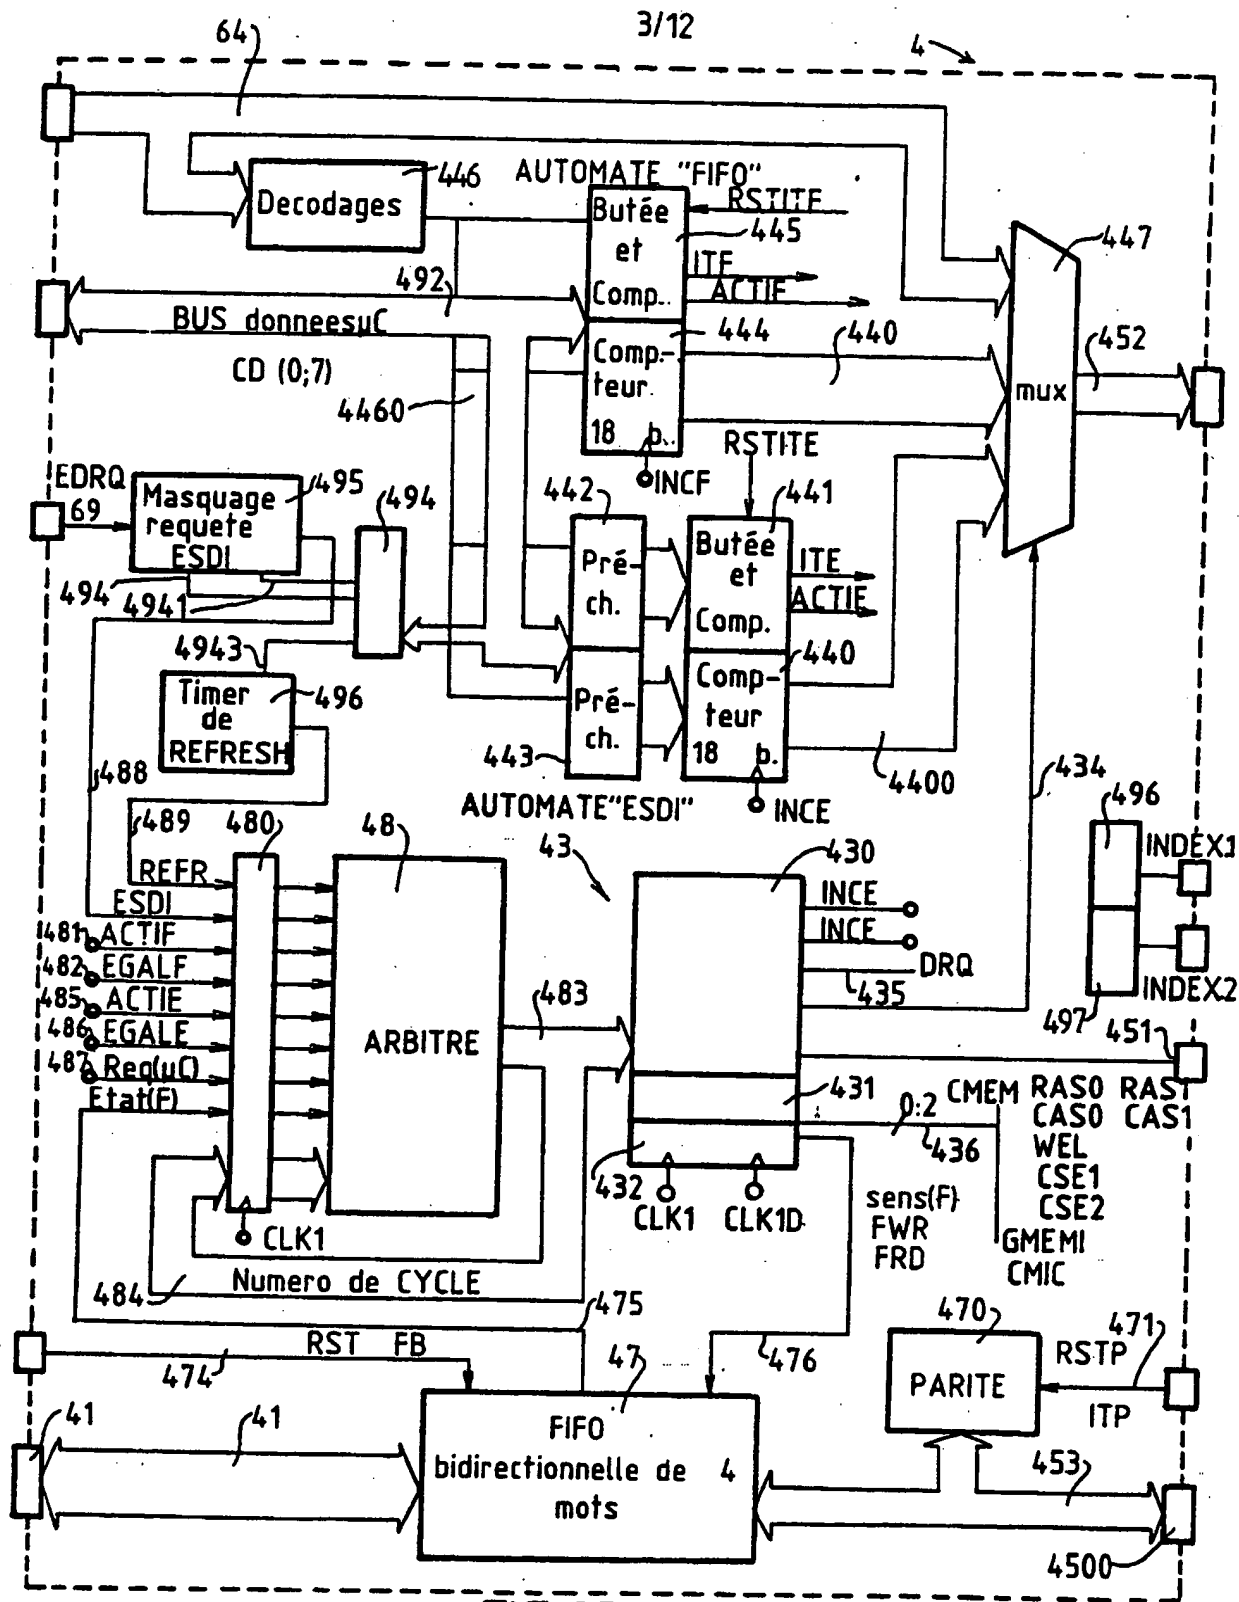 3/12
64
4
446
AUTOMATE "FIFO"
Decodages
Butée
et
Comp..
RSTITE
445
447
ITF
ACTIF
492
BUS donneesµC
444
440
452
CD (0;7)
Comp-
teur.
18 b..
mux
4460
RSTITE
INCF
EDRQ
69
Masquage
requete
ESDI
495
494
442
441
Pré-
ch.
Butée
et
Comp.
ITE
ACTIE
494
4941
4943
Timer
de
REFRESH
496
440
Pré-
ch.
Comp-
teur
18 b.
443
4400
434
488
AUTOMATE"ESDI"
INCE
496
489
480
48
43
430
INDEX1
REFR
ESDI
INCE
481
ACTIF
INCE
482
EGALF
DRQ
485
ACTIE
483
435
INDEX2
486
EGALE
ARBITRE
497
451
487
Req(µC)
431
CMEM
RAS0 RAS1
Etat(F)
0:2
CAS0 CAS1
436
WEL
432
CSE1
sens(F)
CSE2
CLK1
CLK1D
FWR
CLK1
FRD
GMEMI
CMIC
484
Numero de CYCLE
475
470
471
RST FB
47
476
RSTP
474
PARITE
ITP
41
41
FIFO
bidirectionnelle de 4
mots
453
4500